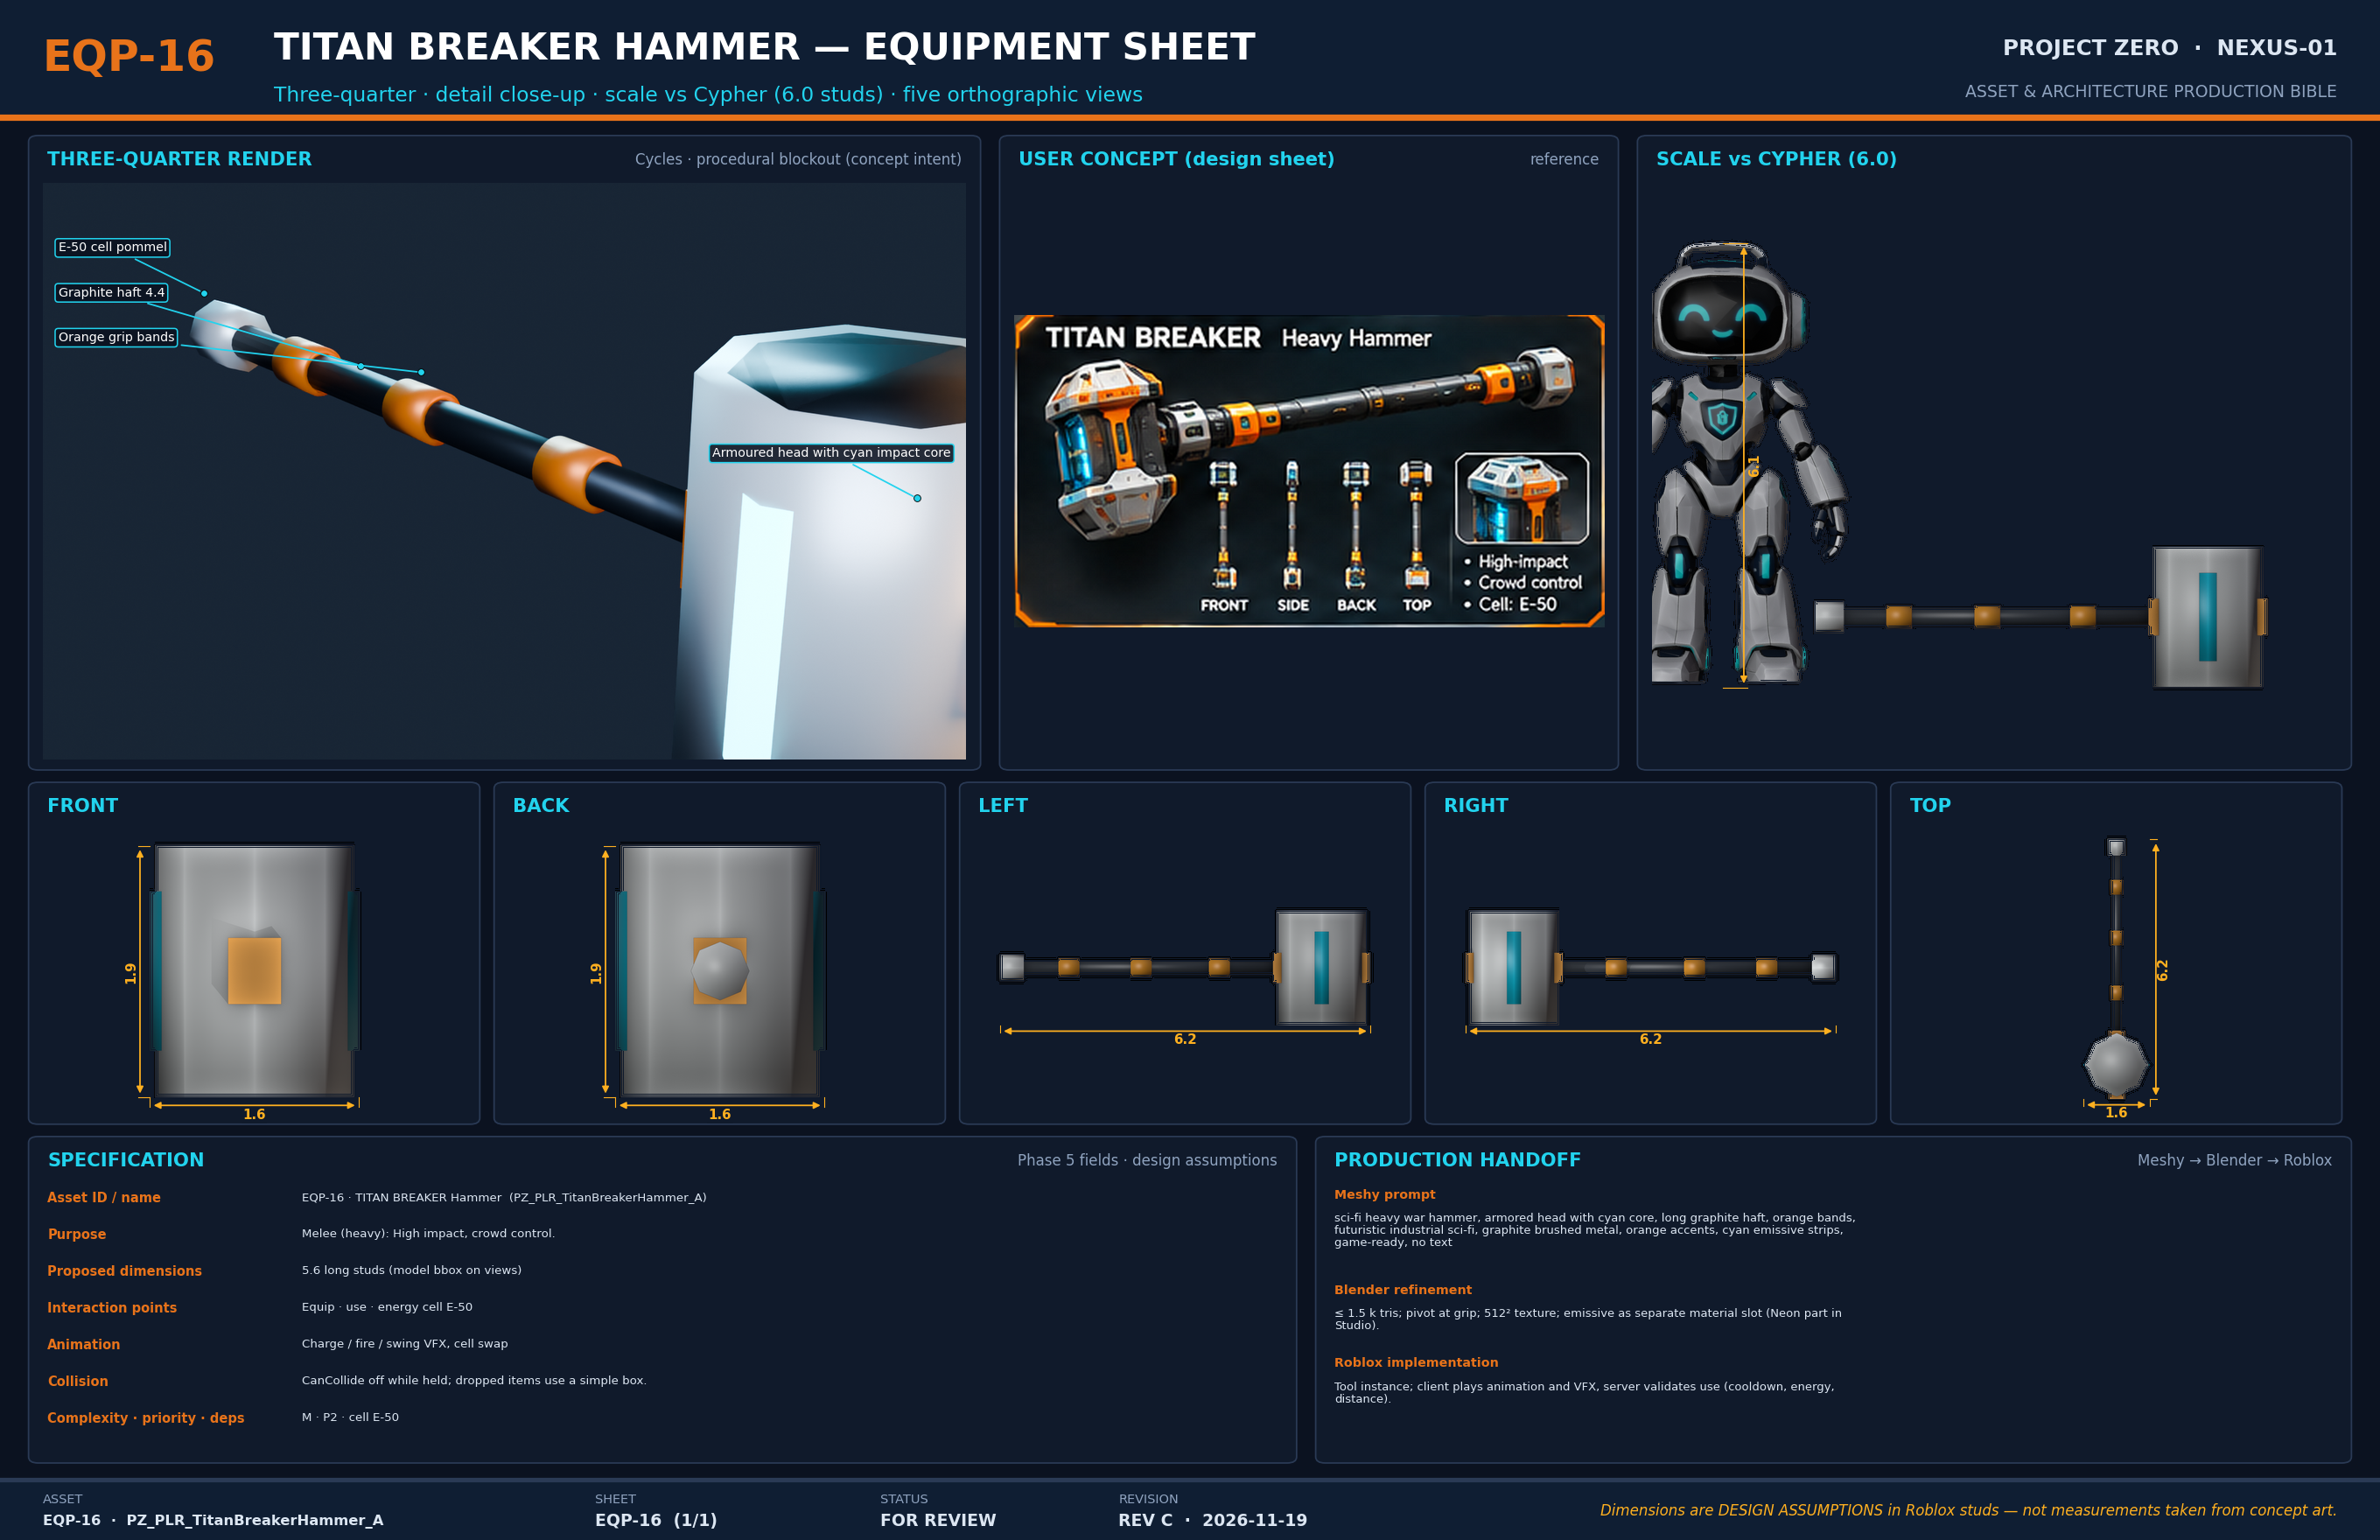 EQP-16
TITAN BREAKER HAMMER — EQUIPMENT SHEET
Three-quarter · detail close-up · scale vs Cypher (6.0 studs) · five orthographic views
PROJECT ZERO · NEXUS-01
ASSET & ARCHITECTURE PRODUCTION BIBLE
THREE-QUARTER RENDER
Cycles · procedural blockout (concept intent)
E-50 cell pommel
Graphite haft 4.4
Orange grip bands
Armoured head with cyan impact core
USER CONCEPT (design sheet)
reference
TITAN BREAKER Heavy Hammer
FRONT
SIDE
BACK
TOP
• High-impact
• Crowd control
• Cell: E-50
SCALE vs CYPHER (6.0)
6.1
FRONT
1.9
1.6
BACK
1.9
1.6
LEFT
6.2
RIGHT
6.2
TOP
6.2
1.6
SPECIFICATION
Phase 5 fields · design assumptions
Asset ID / name
EQP-16 · TITAN BREAKER Hammer (PZ_PLR_TitanBreakerHammer_A)
Purpose
Melee (heavy): High impact, crowd control.
Proposed dimensions
5.6 long studs (model bbox on views)
Interaction points
Equip · use · energy cell E-50
Animation
Charge / fire / swing VFX, cell swap
Collision
CanCollide off while held; dropped items use a simple box.
Complexity · priority · deps
M · P2 · cell E-50
PRODUCTION HANDOFF
Meshy → Blender → Roblox
Meshy prompt
sci-fi heavy war hammer, armored head with cyan core, long graphite haft, orange bands,
futuristic industrial sci-fi, graphite brushed metal, orange accents, cyan emissive strips,
game-ready, no text
Blender refinement
≤ 1.5 k tris; pivot at grip; 512² texture; emissive as separate material slot (Neon part in
Studio).
Roblox implementation
Tool instance; client plays animation and VFX, server validates use (cooldown, energy,
distance).
ASSET
EQP-16 · PZ_PLR_TitanBreakerHammer_A
SHEET
EQP-16 (1/1)
STATUS
FOR REVIEW
REVISION
REV C · 2026-11-19
Dimensions are DESIGN ASSUMPTIONS in Roblox studs — not measurements taken from concept art.